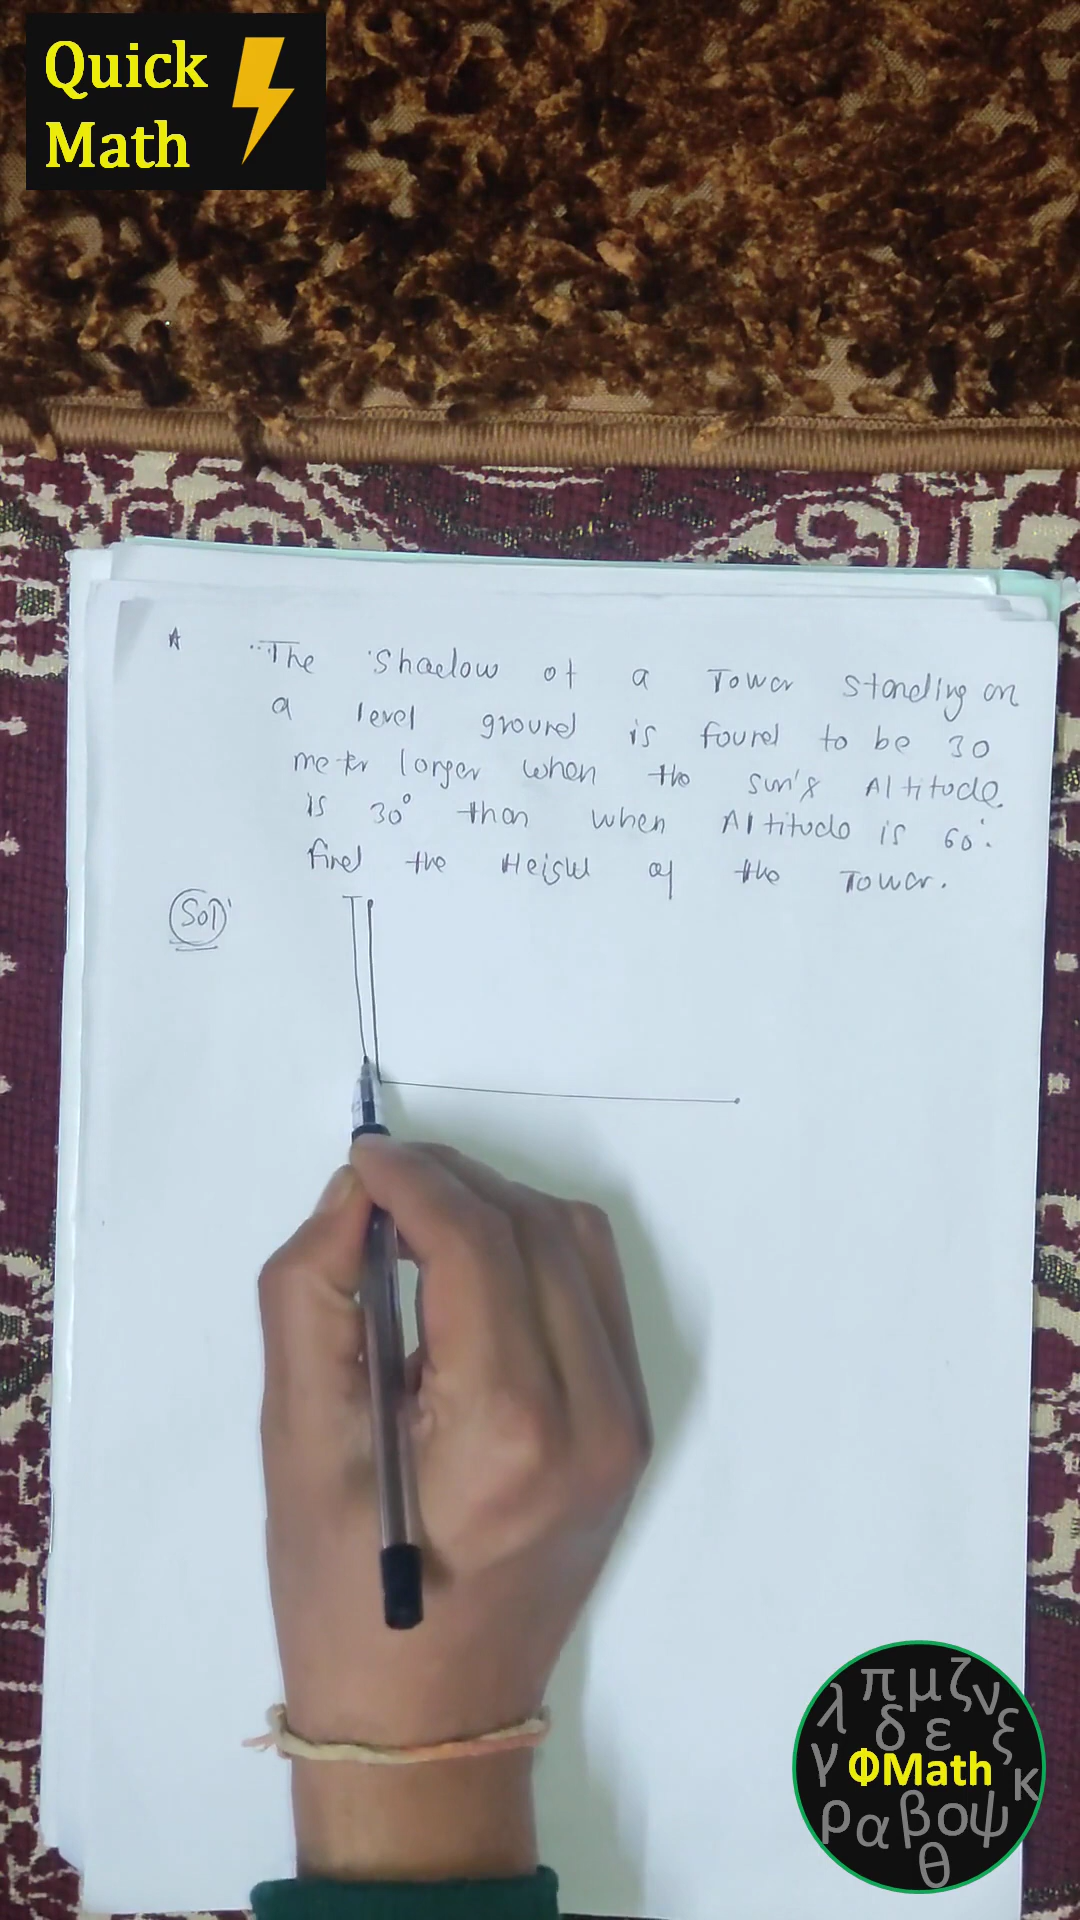 Quick
Math
The Shadow of a Tower Standing on
a level ground is found to be 30
meter longer when the sun's Altitude
is 30° than when Altitude is 60°.
find the Height of the Tower.
Sol
π μ ζ ν
λ δ ε ξ
γ ΦMath κ
ρ α β ο ψ
θ